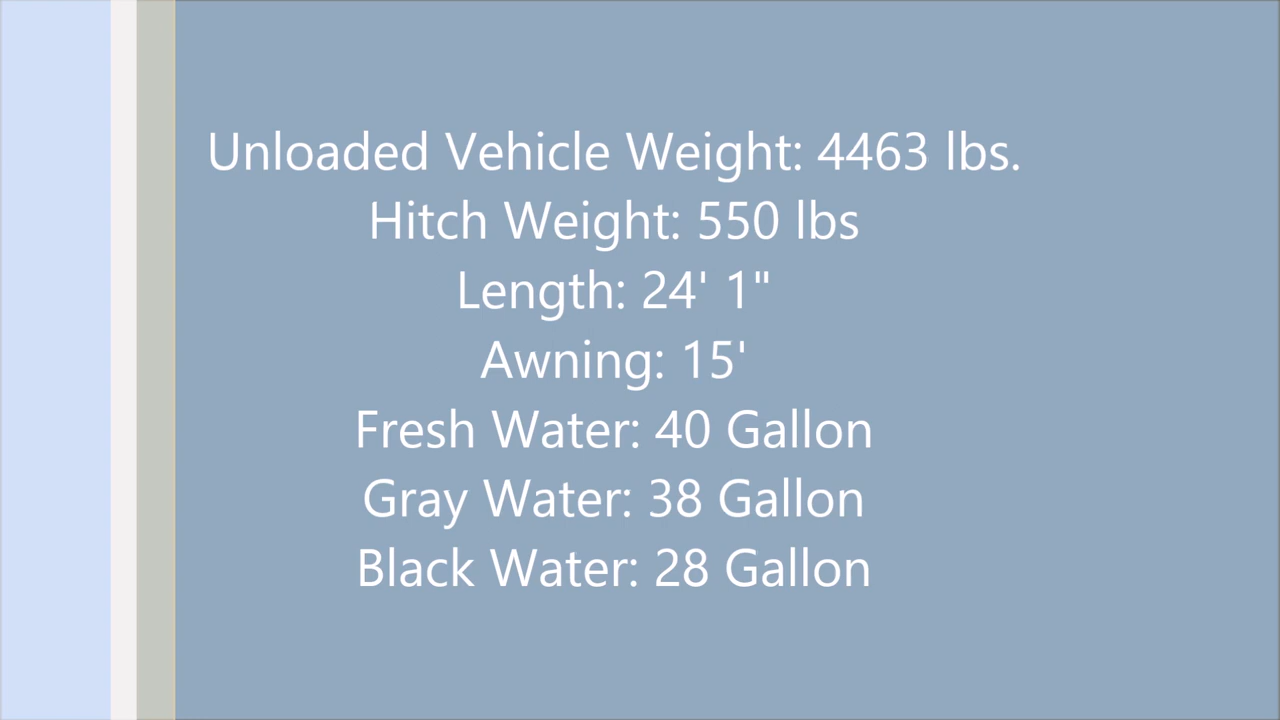 Unloaded Vehicle Weight: 4463 lbs.
Hitch Weight: 550 lbs
Length: 24' 1"
Awning: 15'
Fresh Water: 40 Gallon
Gray Water: 38 Gallon
Black Water: 28 Gallon